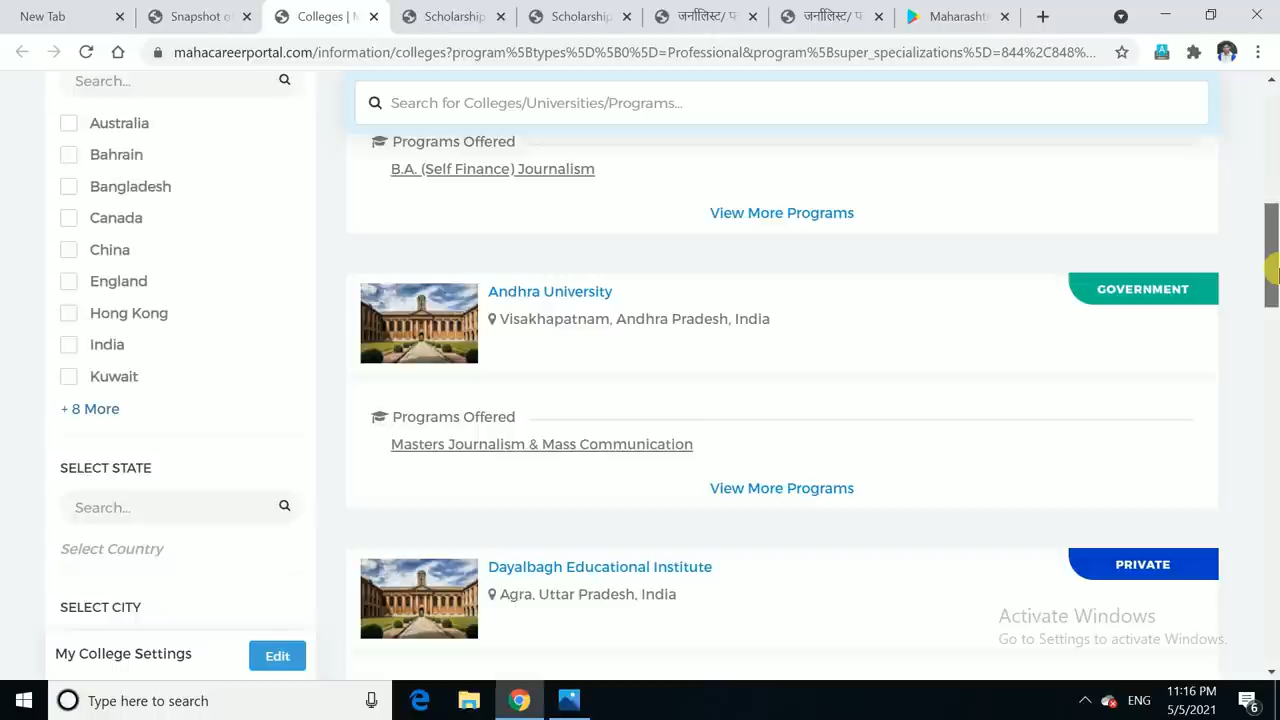 New Tab
Snapshot o
Colleges | M
Scholarship
Scholarship
जर्नलिस्ट/ प
जर्नलिस्ट/ प
Maharasht
mahacareerportal.com/information/colleges?program%5Btypes%5D%5B0%5D=Professional&program%5Bsuper_specializations%5D=844%2C848%...
Search...
Australia
Bahrain
Bangladesh
Canada
China
England
Hong Kong
India
Kuwait
+ 8 More
SELECT STATE
Search...
Select Country
SELECT CITY
My College Settings
Edit
Search for Colleges/Universities/Programs...
Programs Offered
B.A. (Self Finance) Journalism
View More Programs
Andhra University
GOVERNMENT
Visakhapatnam, Andhra Pradesh, India
Programs Offered
Masters Journalism & Mass Communication
View More Programs
Dayalbagh Educational Institute
PRIVATE
Agra, Uttar Pradesh, India
Activate Windows
Go to Settings to activate Windows.
Type here to search
ENG
11:16 PM
5/5/2021
6